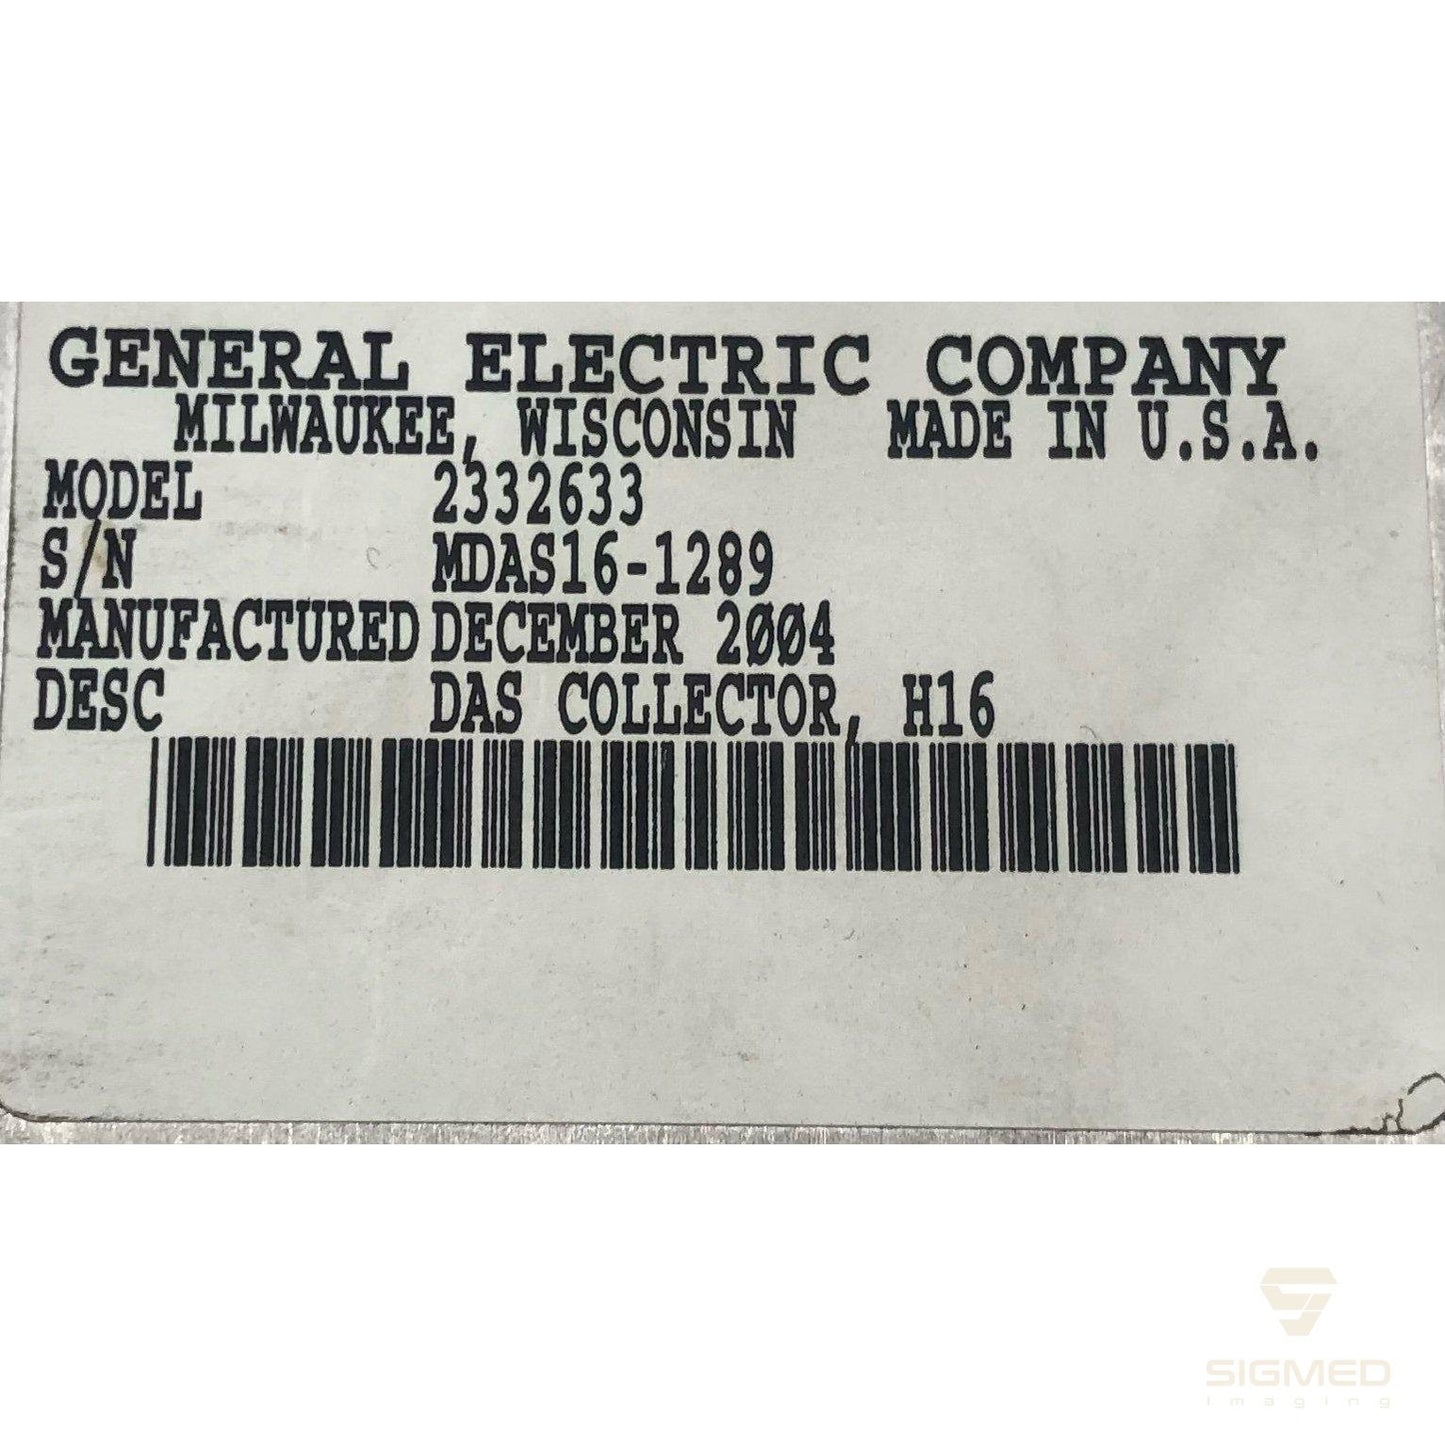 GENERAL ELECTRIC COMPANY
MILWAUKEE, WISCONSIN MADE IN U.S.A.
MODEL 2332633
S/N MDAS16-1289
MANUFACTURED DECEMBER 2004
DESC DAS COLLECTOR, H16
SIGMED
Imaging